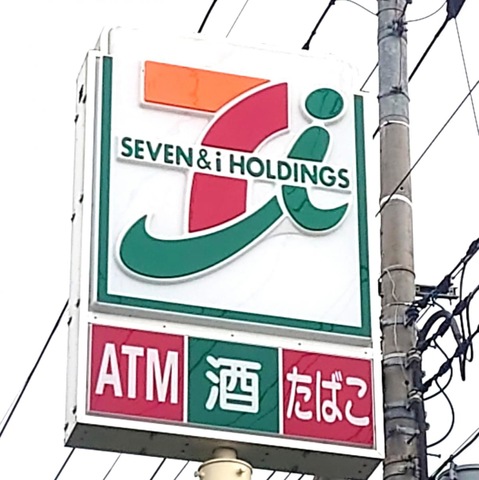 SEVEN & i HOLDINGS
ATM 酒 たばこ